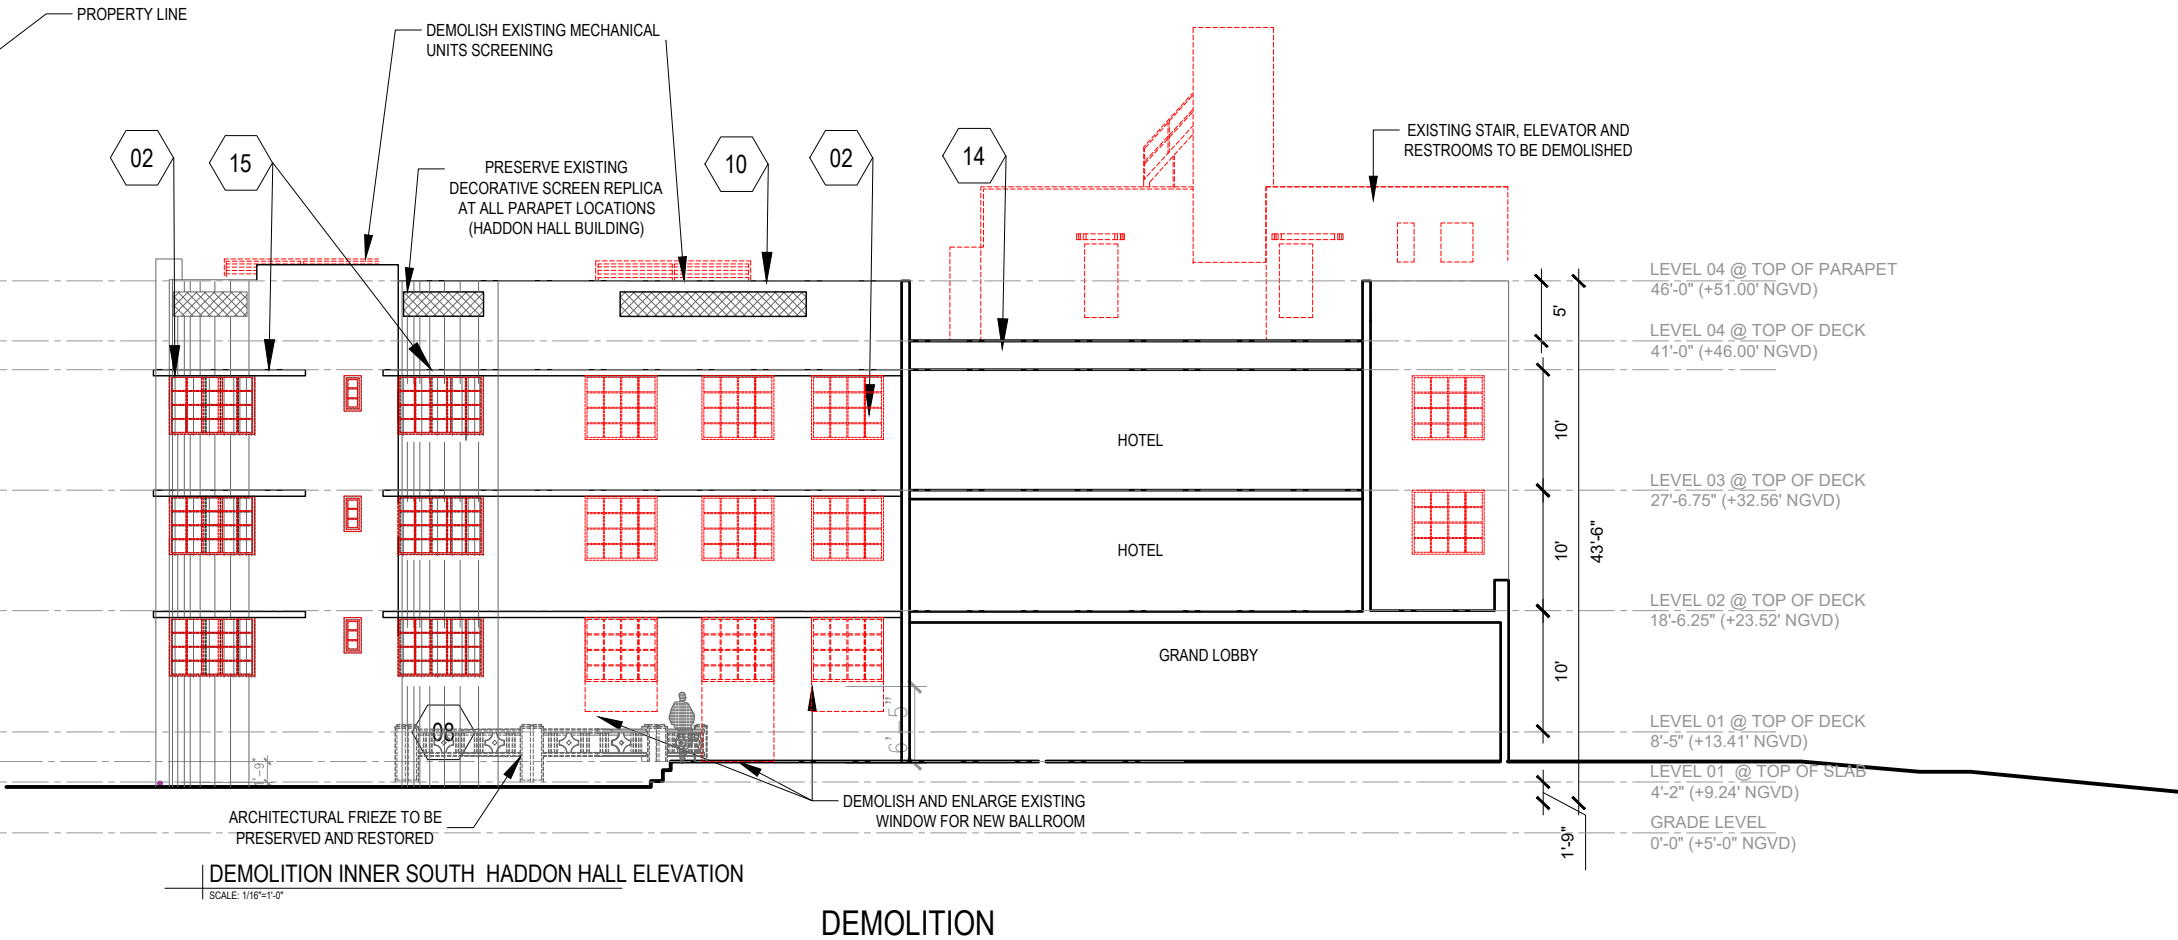 PROPERTY LINE
DEMOLISH EXISTING MECHANICAL
UNITS SCREENING
02
15
PRESERVE EXISTING
DECORATIVE SCREEN REPLICA
AT ALL PARAPET LOCATIONS
(HADDON HALL BUILDING)
10
02
14
EXISTING STAIR, ELEVATOR AND
RESTROOMS TO BE DEMOLISHED
LEVEL 04 @ TOP OF PARAPET
46'-0" (+51.00' NGVD)
5'
LEVEL 04 @ TOP OF DECK
41'-0" (+46.00' NGVD)
10'
HOTEL
LEVEL 03 @ TOP OF DECK
27'-6.75" (+32.56' NGVD)
10'
43'-6"
HOTEL
LEVEL 02 @ TOP OF DECK
18'-6.25" (+23.52' NGVD)
10'
GRAND LOBBY
08
6'-5"
LEVEL 01 @ TOP OF DECK
8'-5" (+13.41' NGVD)
1'-9"
LEVEL 01 @ TOP OF SLAB
4'-2" (+9.24' NGVD)
ARCHITECTURAL FRIEZE TO BE
PRESERVED AND RESTORED
DEMOLISH AND ENLARGE EXISTING
WINDOW FOR NEW BALLROOM
1'-9"
GRADE LEVEL
0'-0" (+5'-0" NGVD)
DEMOLITION INNER SOUTH HADDON HALL ELEVATION
SCALE: 1/16"=1'-0"
DEMOLITION